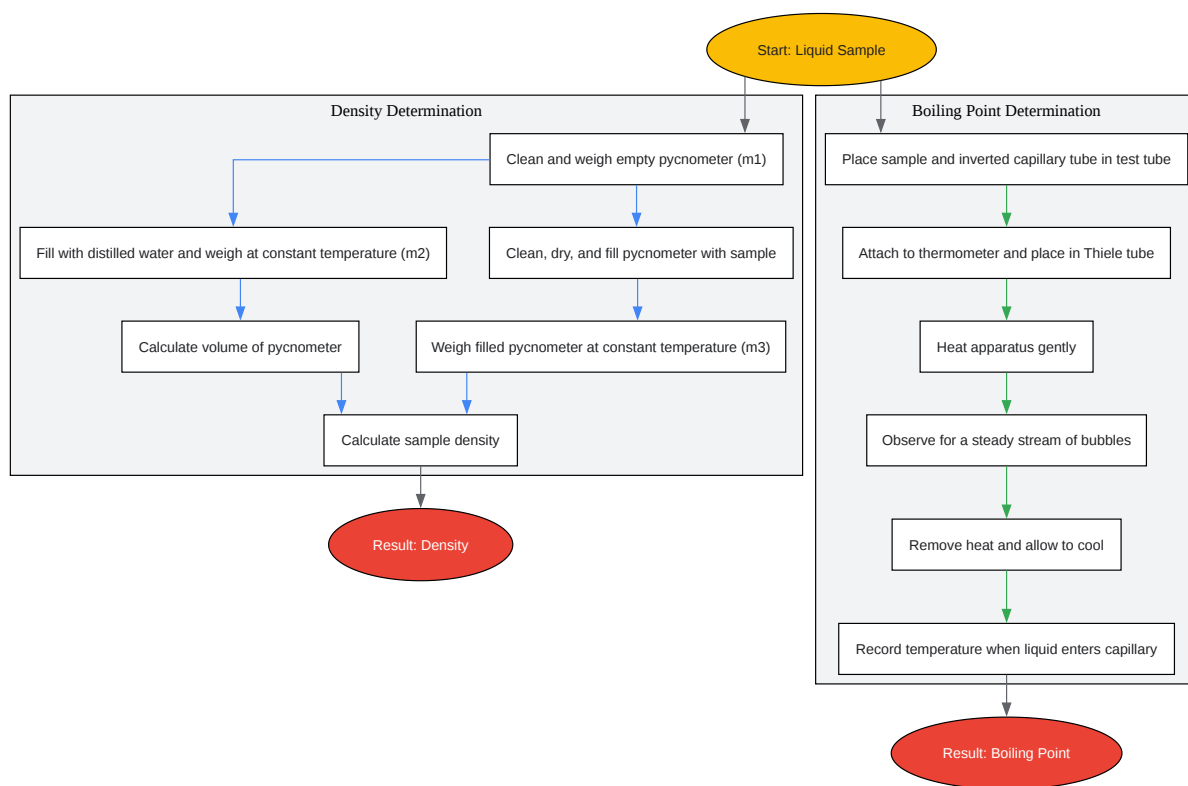 Start: Liquid Sample
Density Determination
Clean and weigh empty pycnometer (m1)
Fill with distilled water and weigh at constant temperature (m2)
Clean, dry, and fill pycnometer with sample
Calculate volume of pycnometer
Weigh filled pycnometer at constant temperature (m3)
Calculate sample density
Result: Density
Boiling Point Determination
Place sample and inverted capillary tube in test tube
Attach to thermometer and place in Thiele tube
Heat apparatus gently
Observe for a steady stream of bubbles
Remove heat and allow to cool
Record temperature when liquid enters capillary
Result: Boiling Point